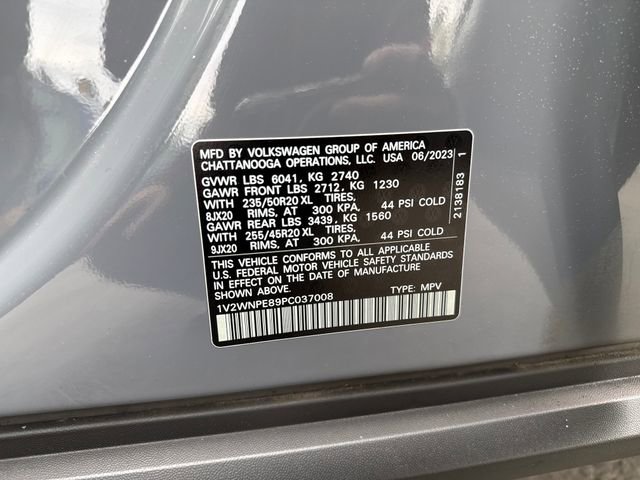 MFD BY VOLKSWAGEN GROUP OF AMERICA
CHATTANOOGA OPERATIONS, LLC. USA 06/2023
GVWR LBS 6041, KG 2740
GAWR FRONT LBS 2712, KG 1230
WITH 235/50R20 XL TIRES,
8JX20 RIMS, AT 300 KPA, 44 PSI COLD
GAWR REAR LBS 3439, KG 1560
WITH 255/45R20 XL TIRES,
9JX20 RIMS, AT 300 KPA, 44 PSI COLD
THIS VEHICLE CONFORMS TO ALL APPLICABLE
U.S. FEDERAL MOTOR VEHICLE SAFETY STANDARDS
IN EFFECT ON THE DATE OF MANUFACTURE
SHOWN ABOVE.
1V2WNPE89PC037008 TYPE: MPV
2138183 1